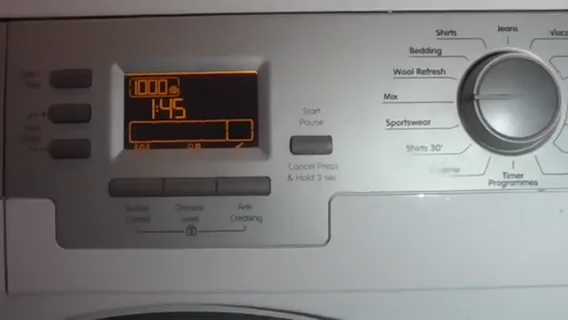 1000
1:45
Start
Pause
Cancel Press
& Hold 3 sec
Dryness
Level
Anti
Creasing
Shirts
Jeans
Bedding
Wool Refresh
Mix
Sportswear
Shirts 30'
Timer
Programmes